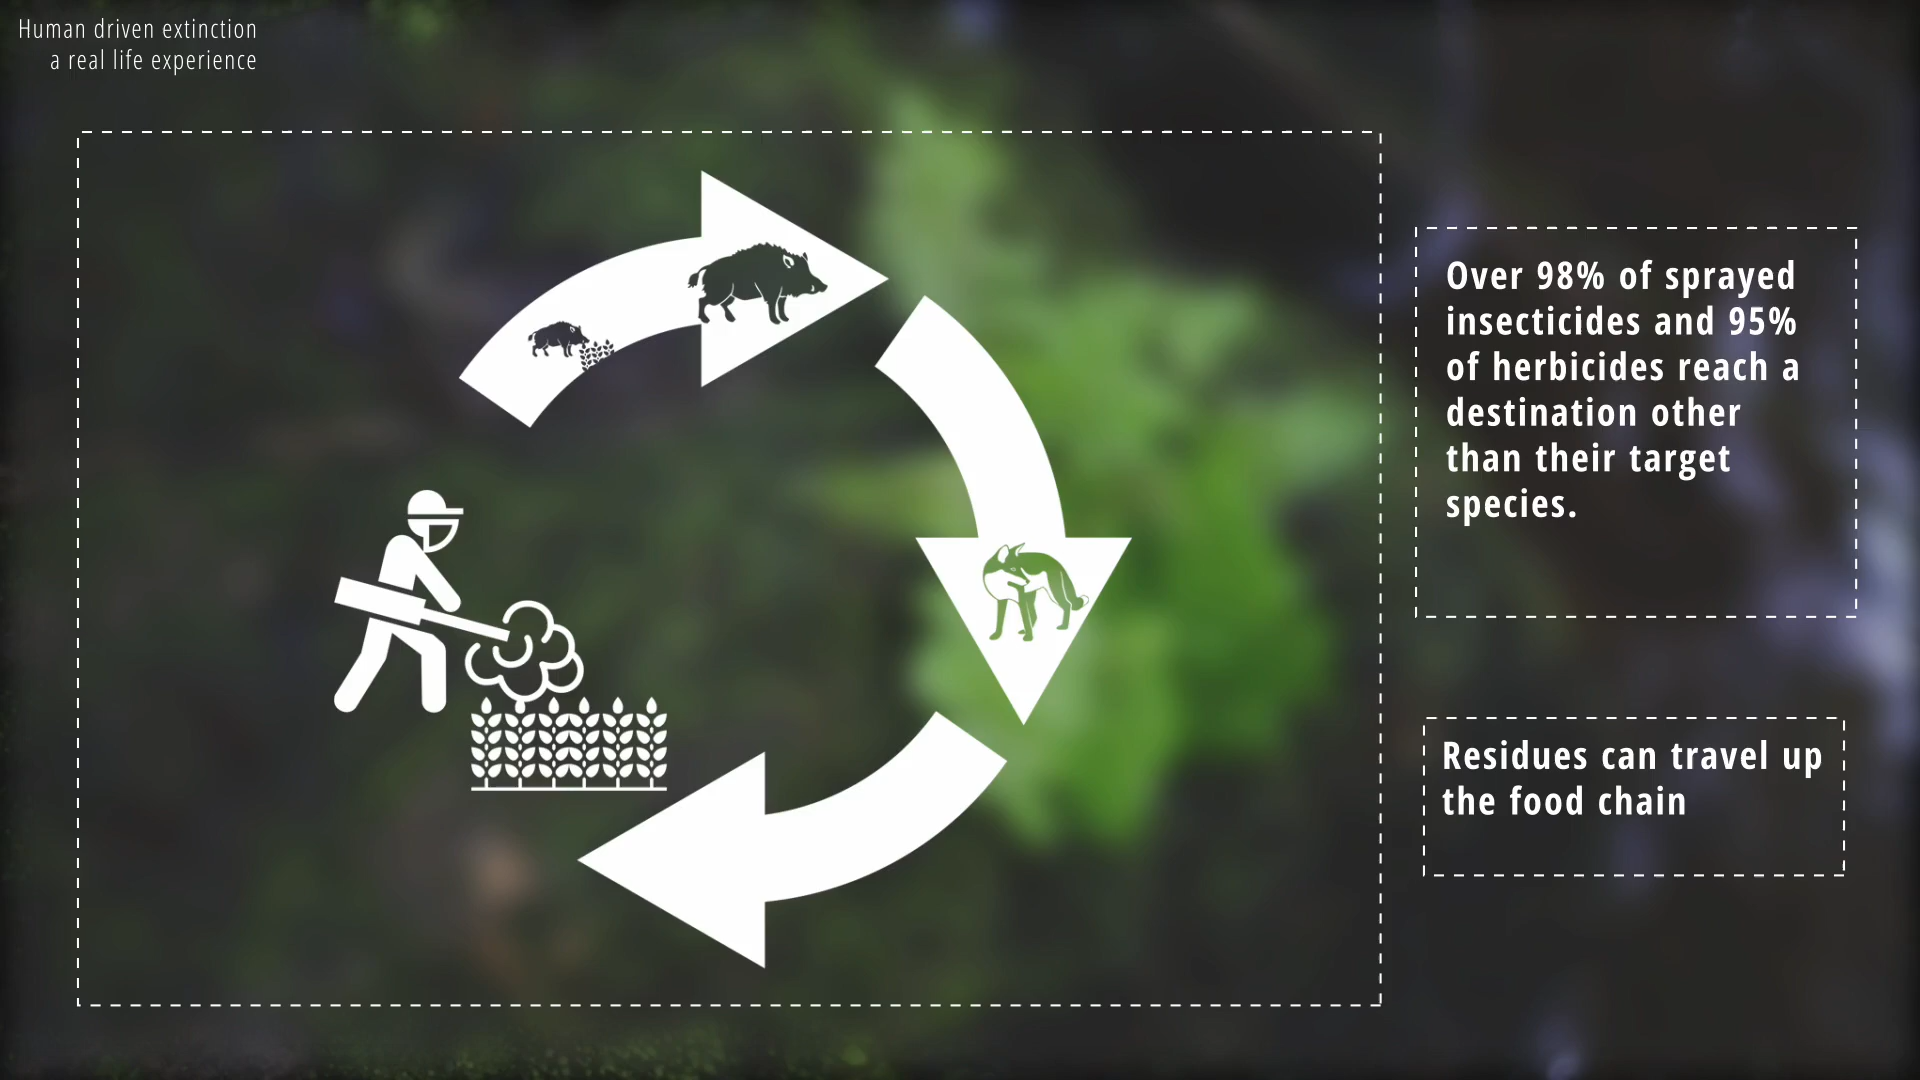 Human driven extinction
a real life experience
Over 98% of sprayed
insecticides and 95%
of herbicides reach a
destination other
than their target
species.
Residues can travel up
the food chain